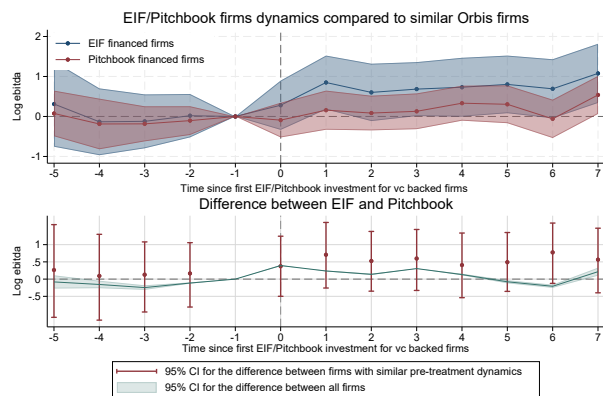 EIF/Pitchbook firms dynamics compared to similar Orbis firms
2
1
0
-1
Log ebitda
EIF financed firms
Pitchbook financed firms
-5 -4 -3 -2 -1 0 1 2 3 4 5 6 7
Time since first EIF/Pitchbook investment for vc backed firms
Difference between EIF and Pitchbook
1
.5
0
-.5
Log ebitda
-5 -4 -3 -2 -1 0 1 2 3 4 5 6 7
Time since first EIF/Pitchbook investment for vc backed firms
95% CI for the difference between firms with similar pre-treatment dynamics
95% CI for the difference between all firms